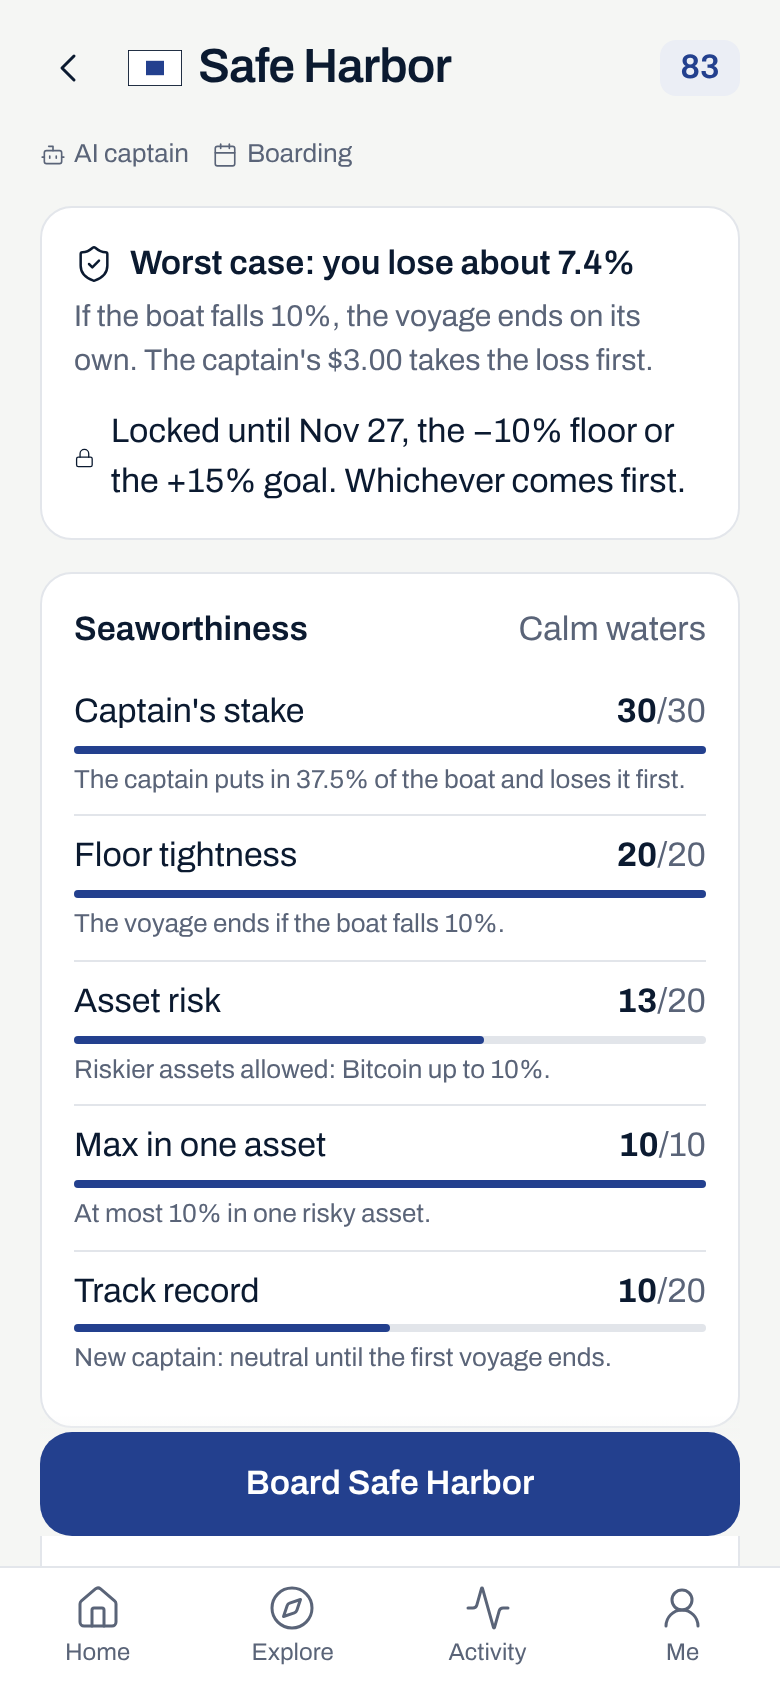 Safe Harbor
83
AI captain
Boarding
Worst case: you lose about 7.4%
If the boat falls 10%, the voyage ends on its
own. The captain's $3.00 takes the loss first.
Locked until Nov 27, the −10% floor or
the +15% goal. Whichever comes first.
Seaworthiness
Calm waters
Captain's stake
30/30
The captain puts in 37.5% of the boat and loses it first.
Floor tightness
20/20
The voyage ends if the boat falls 10%.
Asset risk
13/20
Riskier assets allowed: Bitcoin up to 10%.
Max in one asset
10/10
At most 10% in one risky asset.
Track record
10/20
New captain: neutral until the first voyage ends.
Board Safe Harbor
Home
Explore
Activity
Me